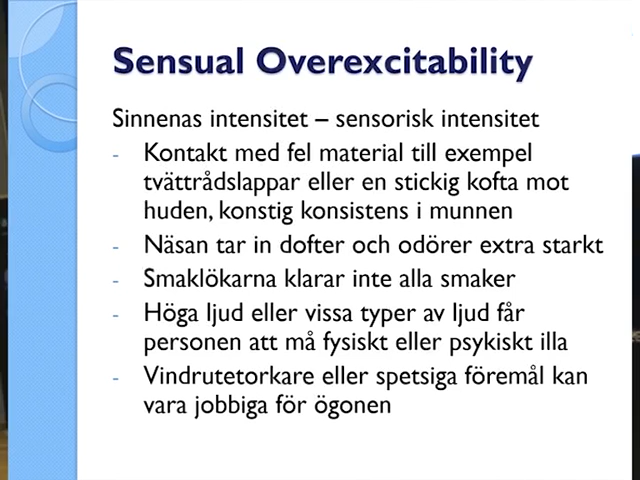 Sensual Overexcitability
Sinnenas intensitet – sensorisk intensitet
- Kontakt med fel material till exempel
tvättrådslappar eller en stickig kofta mot
huden, konstig konsistens i munnen
- Näsan tar in dofter och odörer extra starkt
- Smaklökarna klarar inte alla smaker
- Höga ljud eller vissa typer av ljud får
personen att må fysiskt eller psykiskt illa
- Vindrutetorkare eller spetsiga föremål kan
vara jobbiga för ögonen